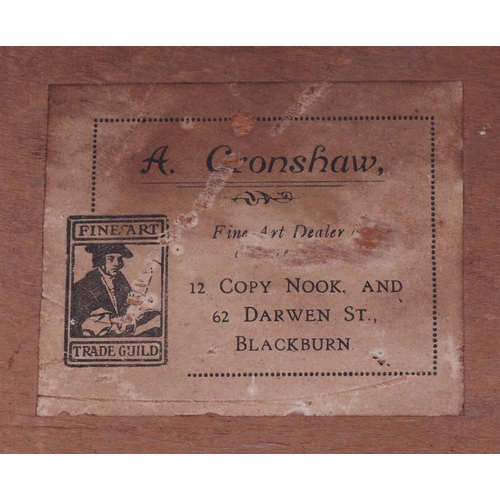 A. Cronshaw,
Fine Art Dealer
12 COPY NOOK, AND
62 DARWEN ST.,
BLACKBURN
FINE ART
TRADE GUILD